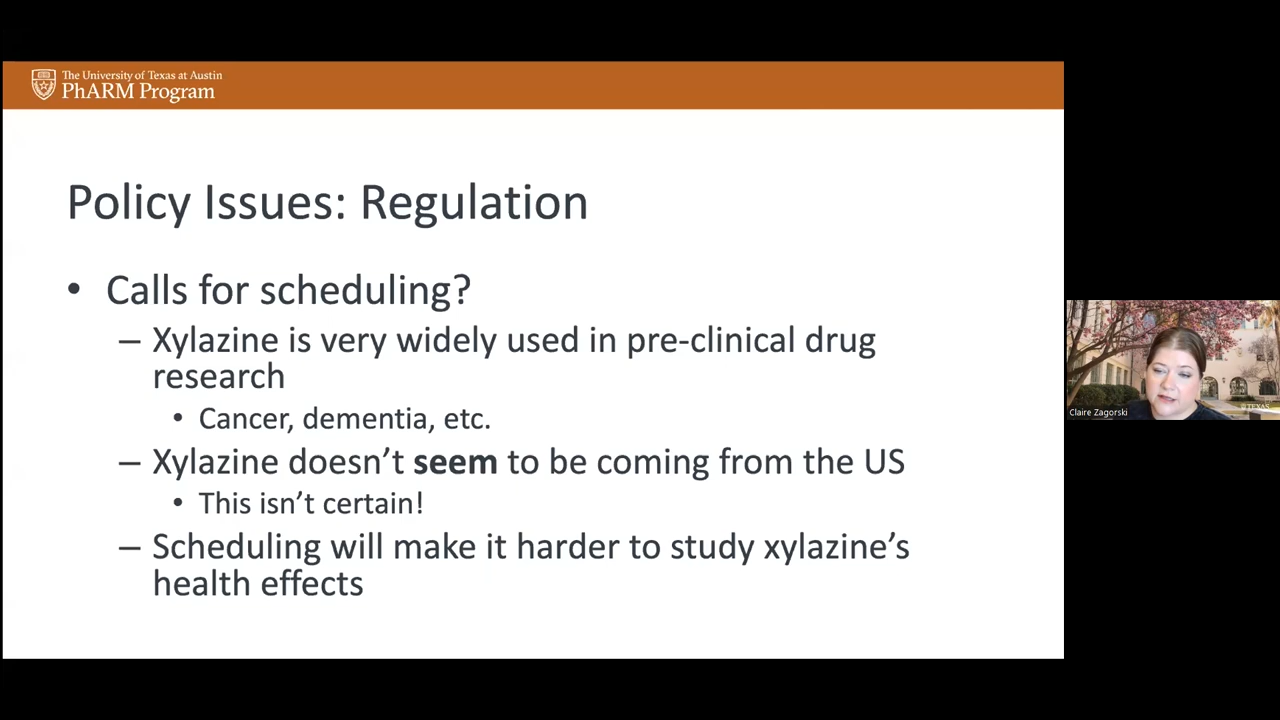 The University of Texas at Austin
PhARM Program
Policy Issues: Regulation
• Calls for scheduling?
– Xylazine is very widely used in pre-clinical drug
research
• Cancer, dementia, etc.
– Xylazine doesn’t seem to be coming from the US
• This isn’t certain!
– Scheduling will make it harder to study xylazine’s
health effects
Claire Zagorski
TEXAS